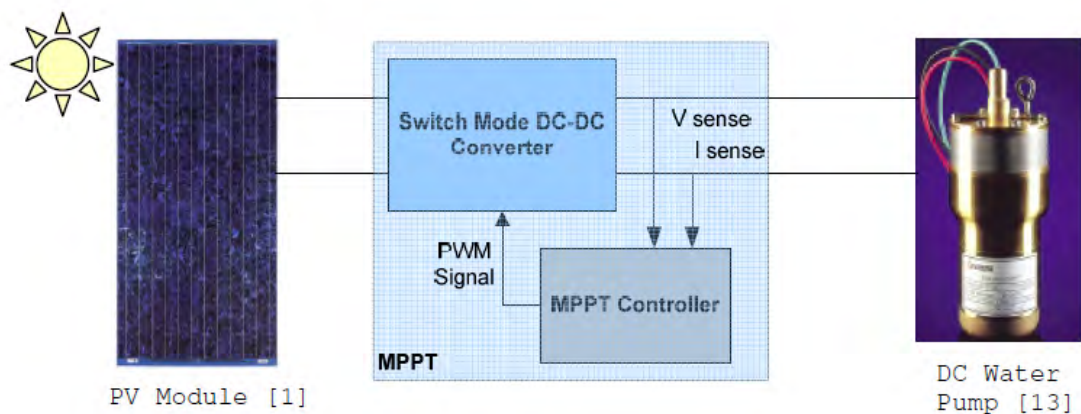 Switch Mode DC-DC
Converter
V sense
I sense
PWM
Signal
MPPT Controller
MPPT
PV Module [1]
DC Water
Pump [13]